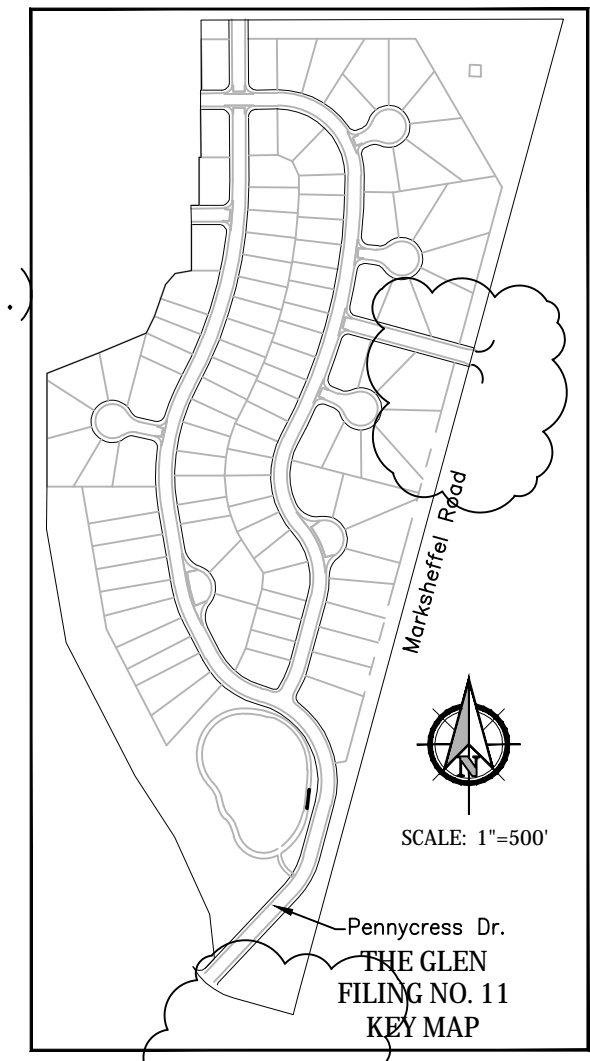 Marksheffel Road
N
SCALE: 1"=500'
Pennycress Dr.
THE GLEN
FILING NO. 11
KEY MAP